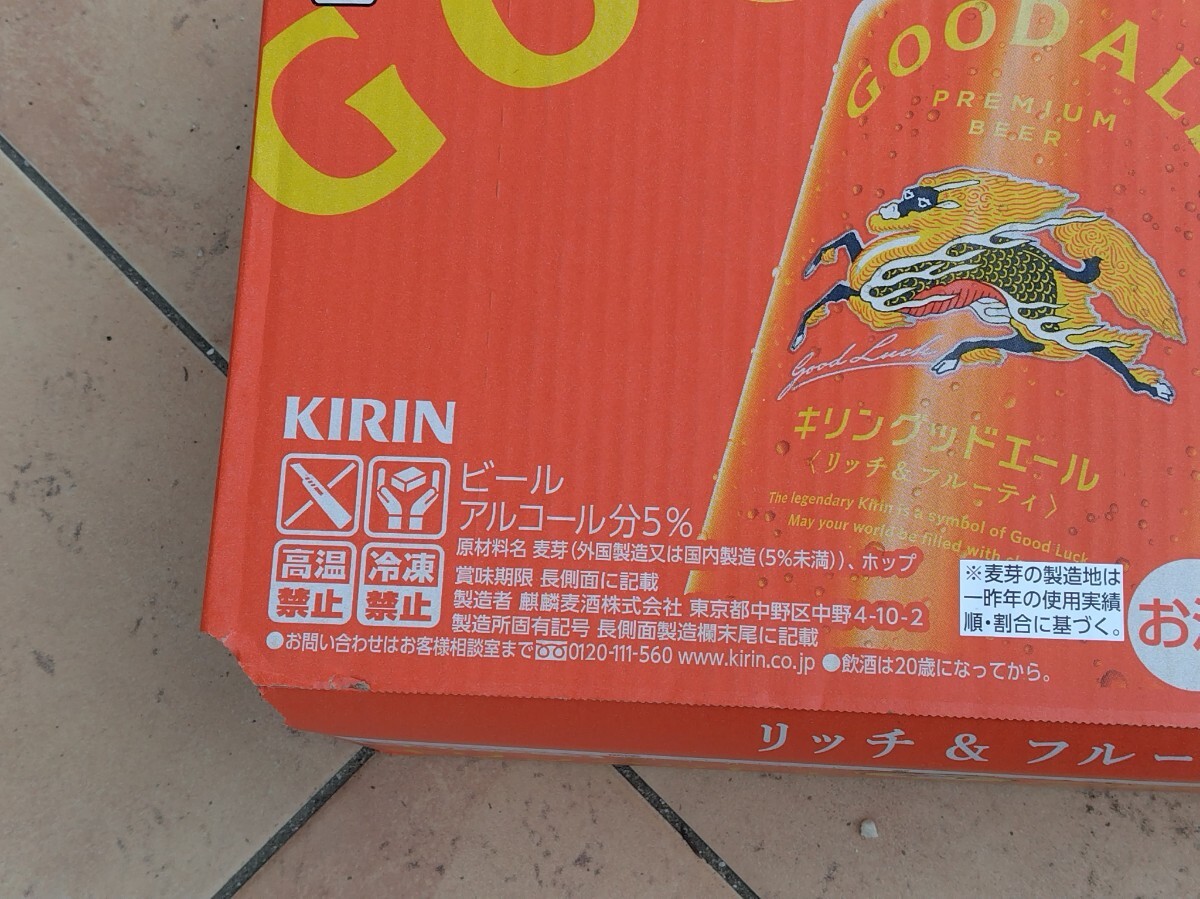 GO
GOOD AL
PREMIUM
BEER
Good Luck
キリングッドエール
〈リッチ＆フルーティ〉
The legendary Kirin is a symbol of Good Luck
May your world be filled with
KIRIN
ビール
アルコール分5%
高温
禁止
冷凍
禁止
原材料名 麦芽(外国製造又は国内製造(5%未満))、ホップ
賞味期限 長側面に記載
製造者 麒麟麦酒株式会社 東京都中野区中野4-10-2
製造所固有記号 長側面製造欄末尾に記載
●お問い合わせはお客様相談室まで 0120-111-560 www.kirin.co.jp ●飲酒は20歳になってから。
※麦芽の製造地は
一昨年の使用実績
順・割合に基づく。
お
リッチ & フルー